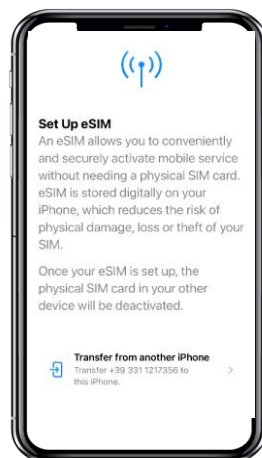 Set Up eSIM
An eSIM allows you to conveniently
and securely activate mobile service
without needing a physical SIM card.
eSIM is stored digitally on your
iPhone, which reduces the risk of
physical damage, loss or theft of your
SIM.
Once your eSIM is set up, the
physical SIM card in your other
device will be deactivated.
Transfer from another iPhone
Transfer +39 331 1217356 to
this iPhone.